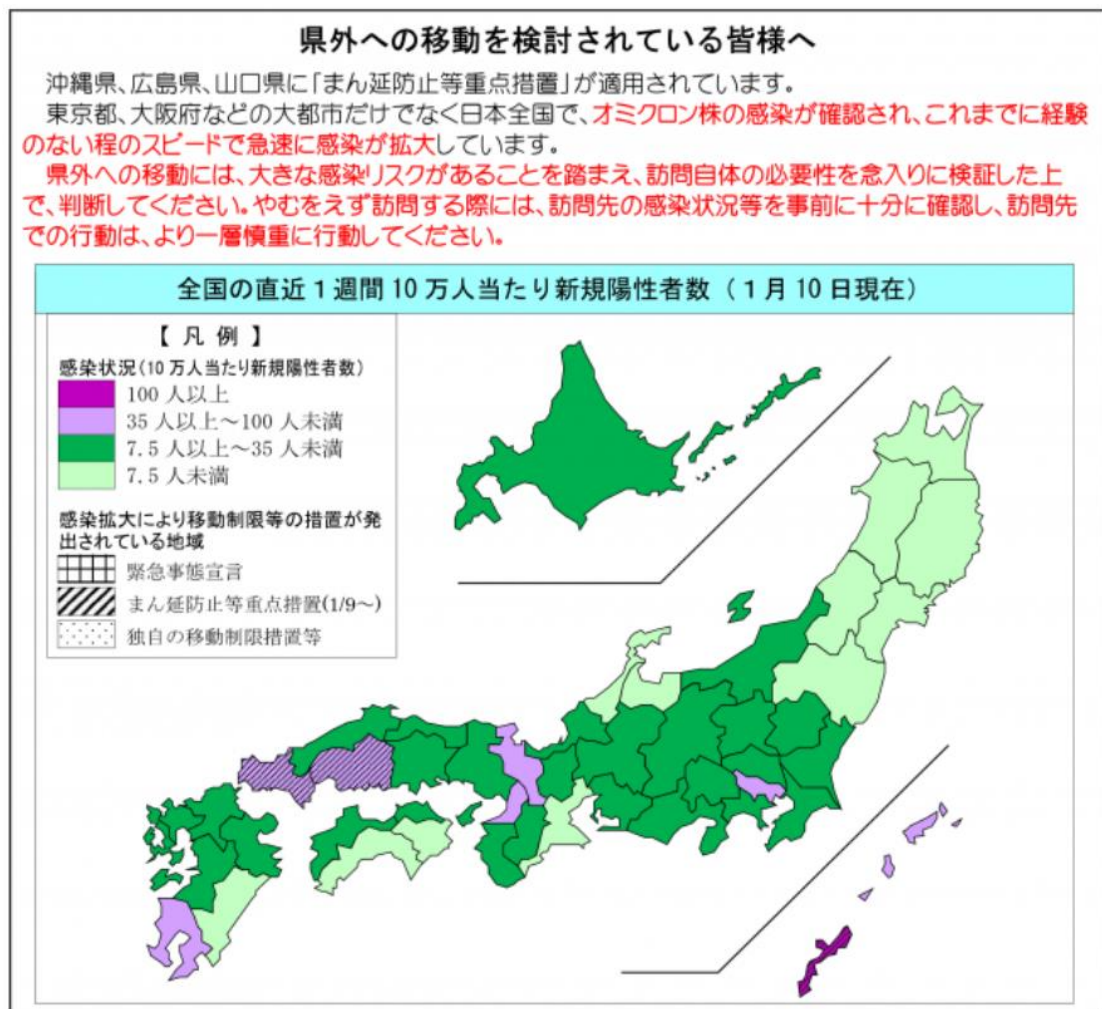 県外への移動を検討されている皆様へ
沖縄県、広島県、山口県に「まん延防止等重点措置」が適用されています。
東京都、大阪府などの大都市だけでなく日本全国で、オミクロン株の感染が確認され、これまでに経験
のない程のスピードで急速に感染が拡大しています。
県外への移動には、大きな感染リスクがあることを踏まえ、訪問自体の必要性を念入りに検証した上
で、判断してください。やむをえず訪問する際には、訪問先の感染状況等を事前に十分に確認し、訪問先
での行動は、より一層慎重に行動してください。
全国の直近1週間10万人当たり新規陽性者数（1月10日現在）
【凡例】
感染状況(10万人当たり新規陽性者数)
100人以上
35人以上～100人未満
7.5人以上～35人未満
7.5人未満
感染拡大により移動制限等の措置が発
出されている地域
緊急事態宣言
まん延防止等重点措置(1/9～)
独自の移動制限措置等